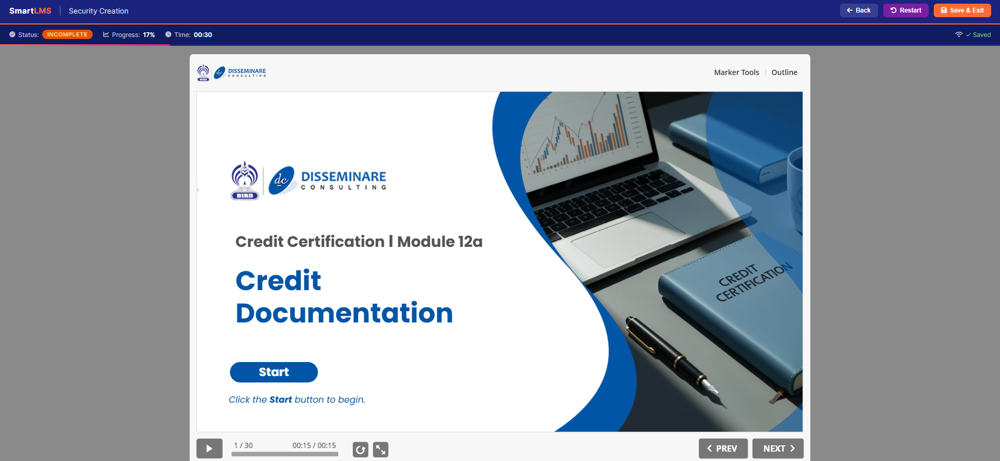 SmartLMS
Security Creation
Back
Restart
Save & Exit
Status: INCOMPLETE
Progress: 17%
Time: 00:30
Saved
BIRD
dc
DISSEMINARE
CONSULTING
Marker Tools
Outline
BIRD
dc
DISSEMINARE
CONSULTING
Credit Certification l Module 12a
Credit
Documentation
CREDIT
CERTIFICATION
Start
Click the Start button to begin.
1 / 30
00:15 / 00:15
PREV
NEXT